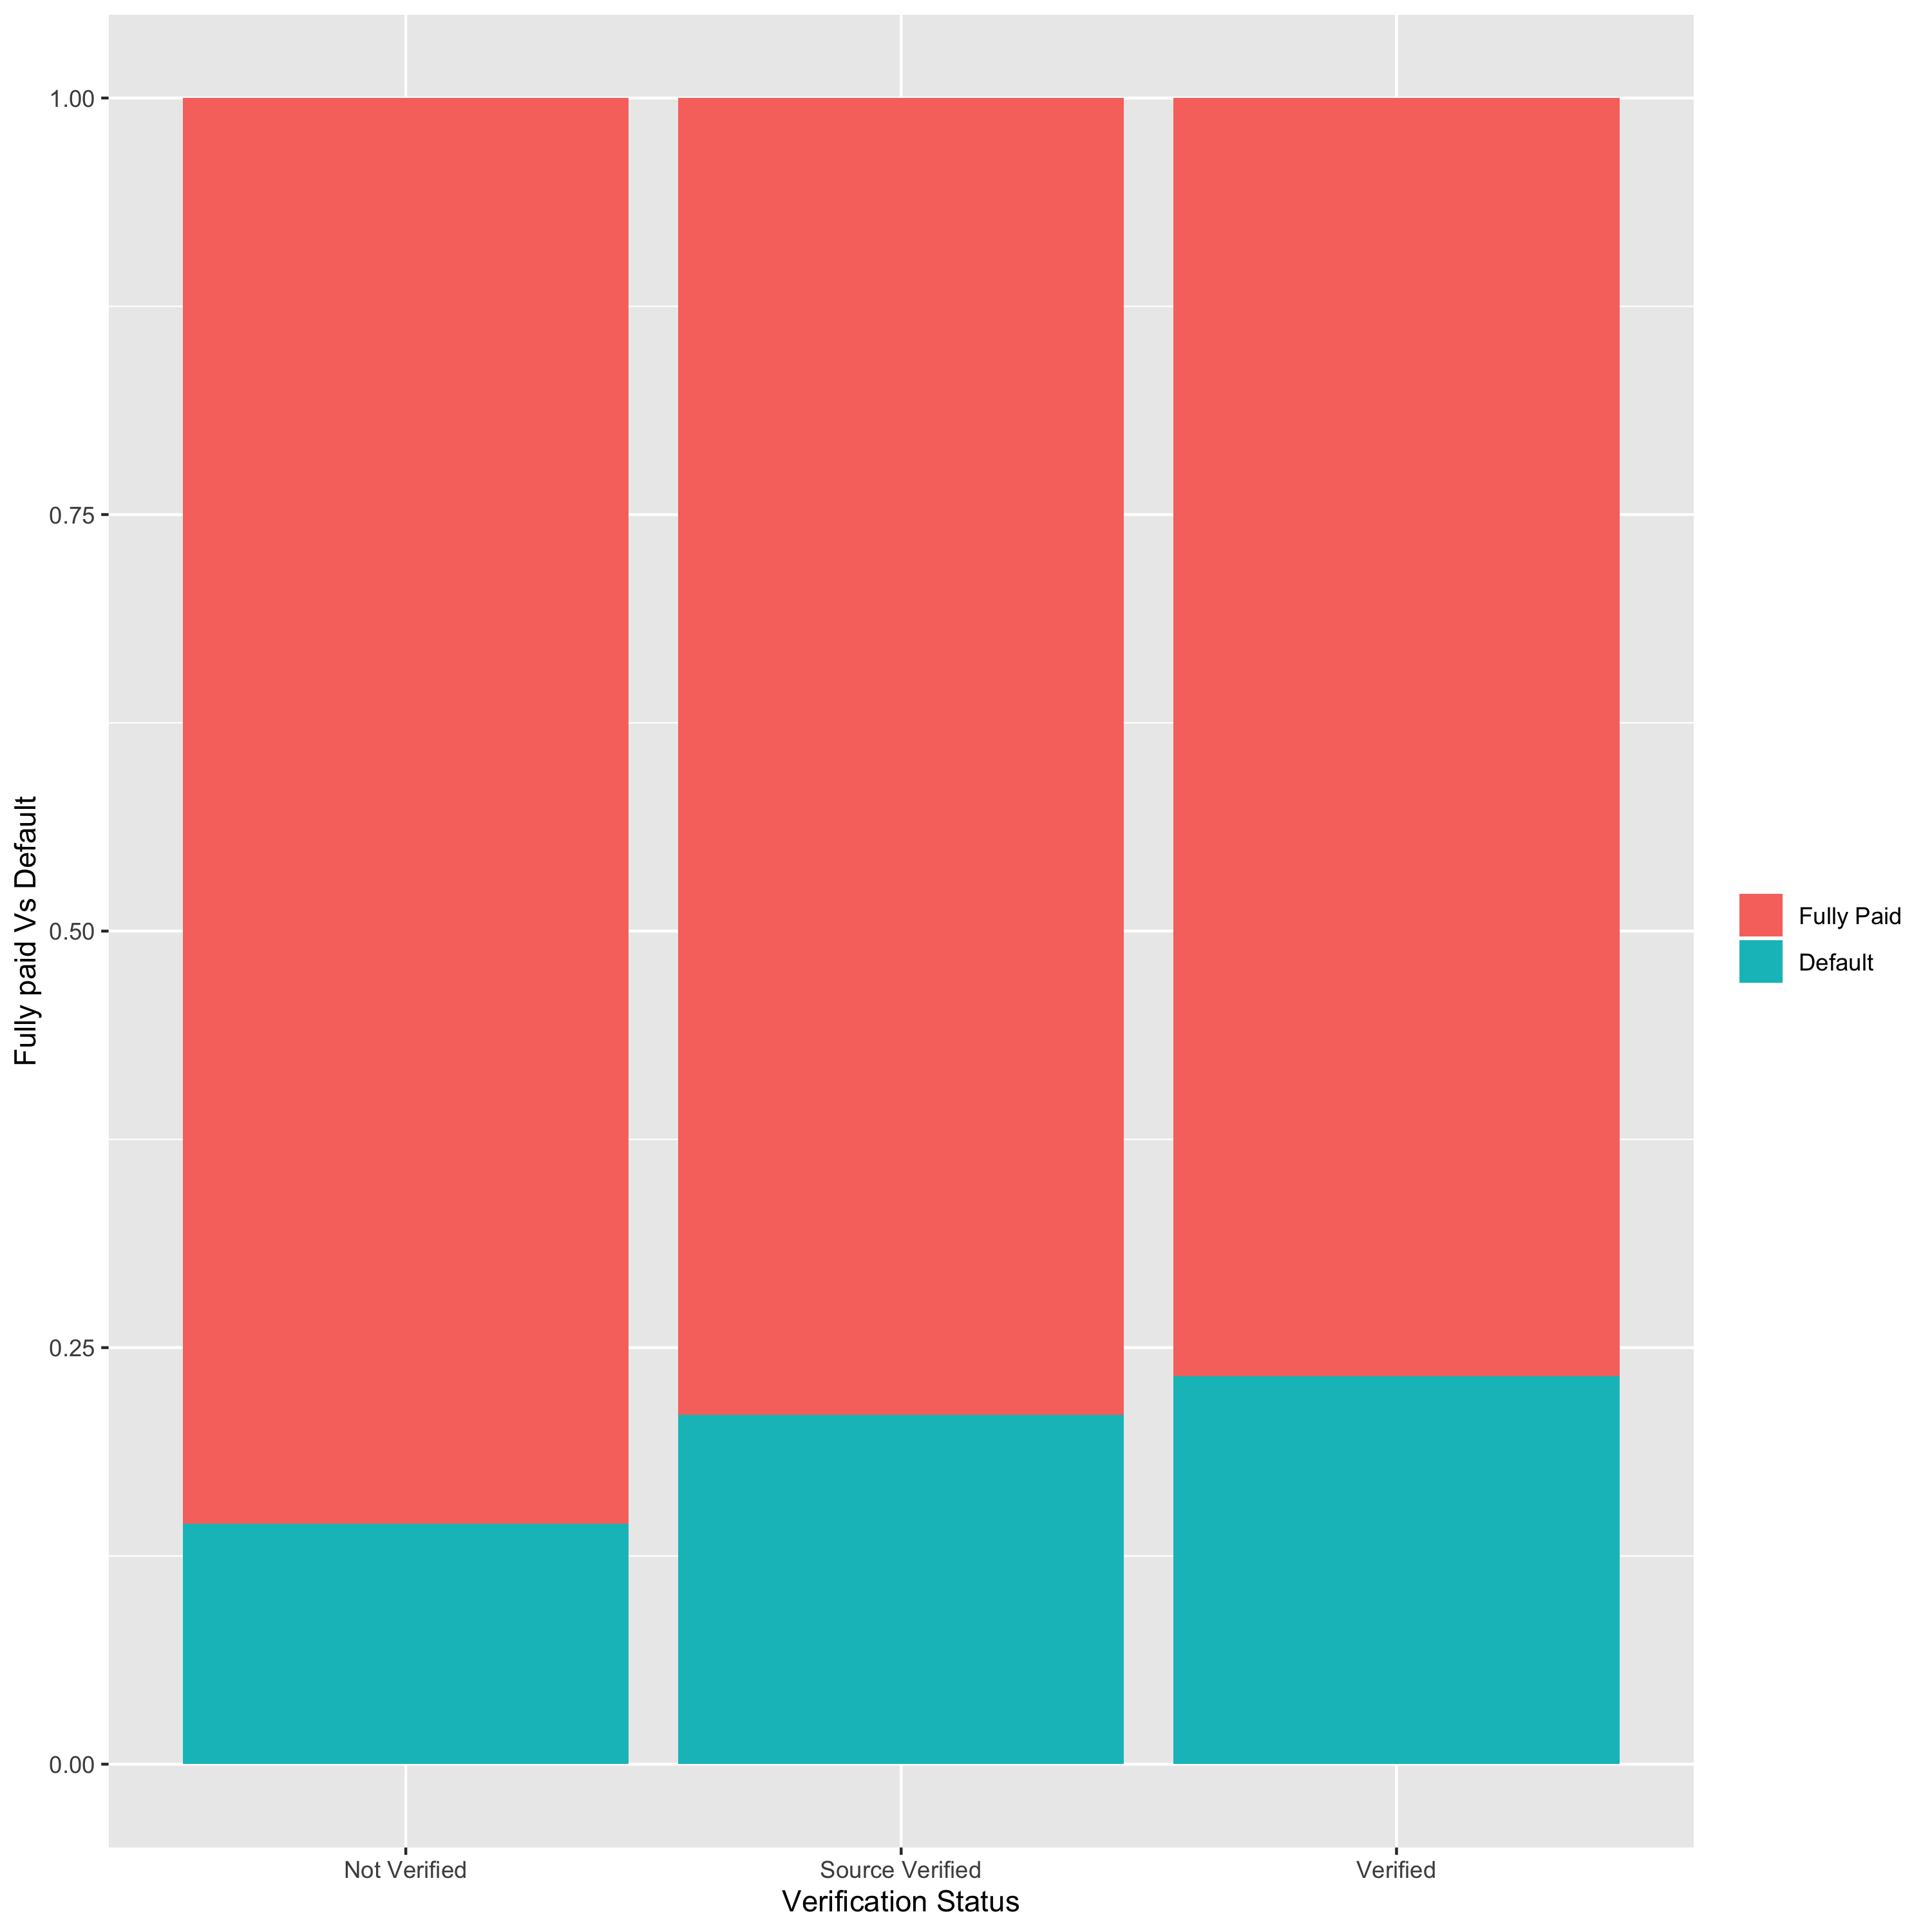 Fully paid Vs Default
1.00
0.75
0.50
0.25
0.00
Not Verified
Source Verified
Verified
Verification Status
Fully Paid
Default